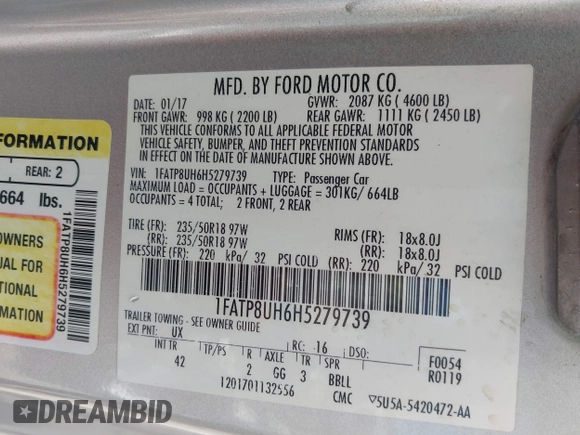 MFD. BY FORD MOTOR CO.
DATE: 01/17 GVWR: 2087 KG ( 4600 LB)
FRONT GAWR: 998 KG ( 2200 LB) REAR GAWR: 1111 KG ( 2450 LB)
THIS VEHICLE CONFORMS TO ALL APPLICABLE FEDERAL MOTOR
VEHICLE SAFETY, BUMPER, AND THEFT PREVENTION STANDARDS
IN EFFECT ON THE DATE OF MANUFACTURE SHOWN ABOVE.
VIN: 1FATP8UH6H5279739 TYPE: Passenger Car
MAXIMUM LOAD = OCCUPANTS + LUGGAGE = 301KG/ 664LB
OCCUPANTS = 4 TOTAL; 2 FRONT, 2 REAR
TIRE (FR): 235/50R18 97W RIMS (FR): 18x8.0J
(RR): 235/50R18 97W (RR): 18x8.0J
PRESSURE (FR): 220 kPa/ 32 PSI COLD (RR): 220 kPa/ 32 PSI COLD
1FATP8UH6H5279739
TRAILER TOWING - SEE OWNER GUIDE
EXT PNT: UX RC: 16 DSO:
INT TR TP/PS R AXLE TR SPR
42 2 GG 3 BBLL
F0054
R0119
1201701132556 CMC 5U5A-5420472-AA
FORMATION
REAR: 2
664 lbs.
OWNERS
UAL FOR
TIONAL
MATION
1FATP8UH6H5279739
DREAMBID